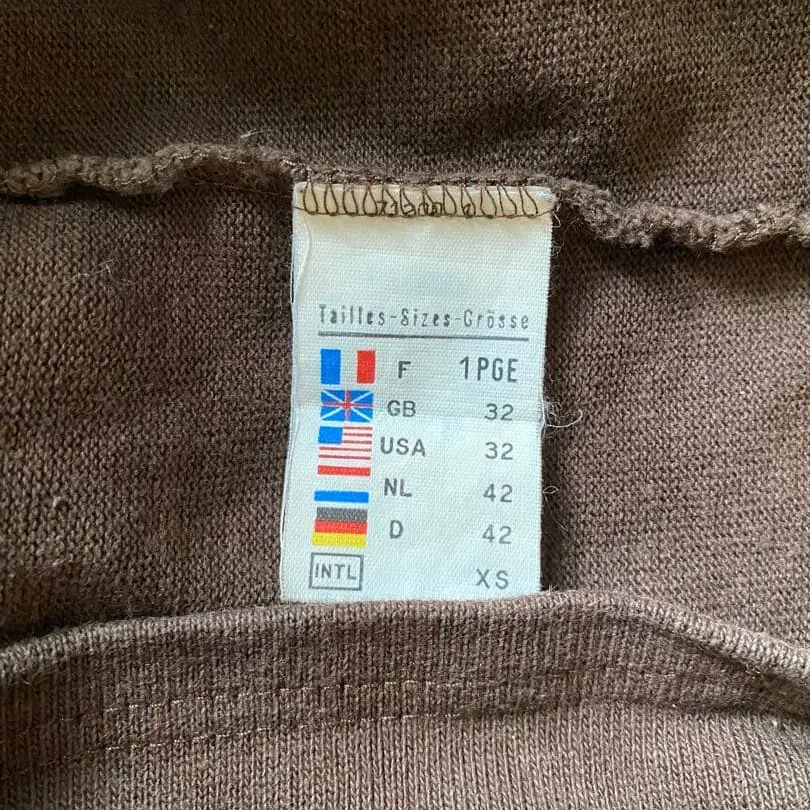 Tailles-Sizes-Grösse
F 1PGE
GB 32
USA 32
NL 42
D 42
INTL XS